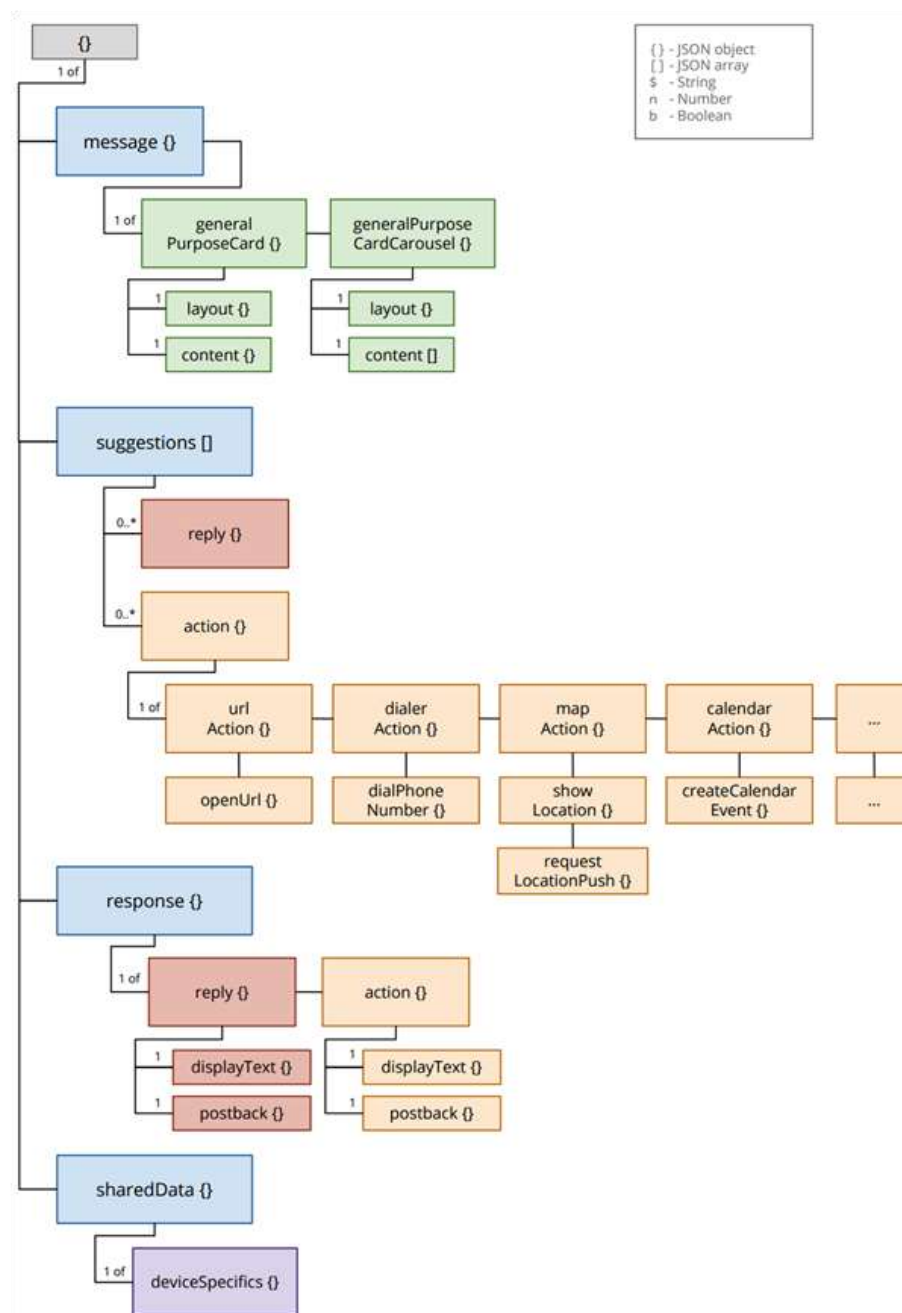 {}
{ } - JSON object
[ ] - JSON array
$ - String
n - Number
b - Boolean
1 of
message {}
1 of
general
PurposeCard {}
generalPurpose
CardCarousel {}
1
layout {}
1
layout {}
1
content {}
1
content []
suggestions []
0..*
reply {}
0..*
action {}
1 of
url
Action {}
dialer
Action {}
map
Action {}
calendar
Action {}
...
openUrl {}
dialPhone
Number {}
show
Location {}
createCalendar
Event {}
...
request
LocationPush {}
response {}
1 of
reply {}
action {}
1
displayText {}
1
displayText {}
1
postback {}
1
postback {}
sharedData {}
1 of
deviceSpecifics {}